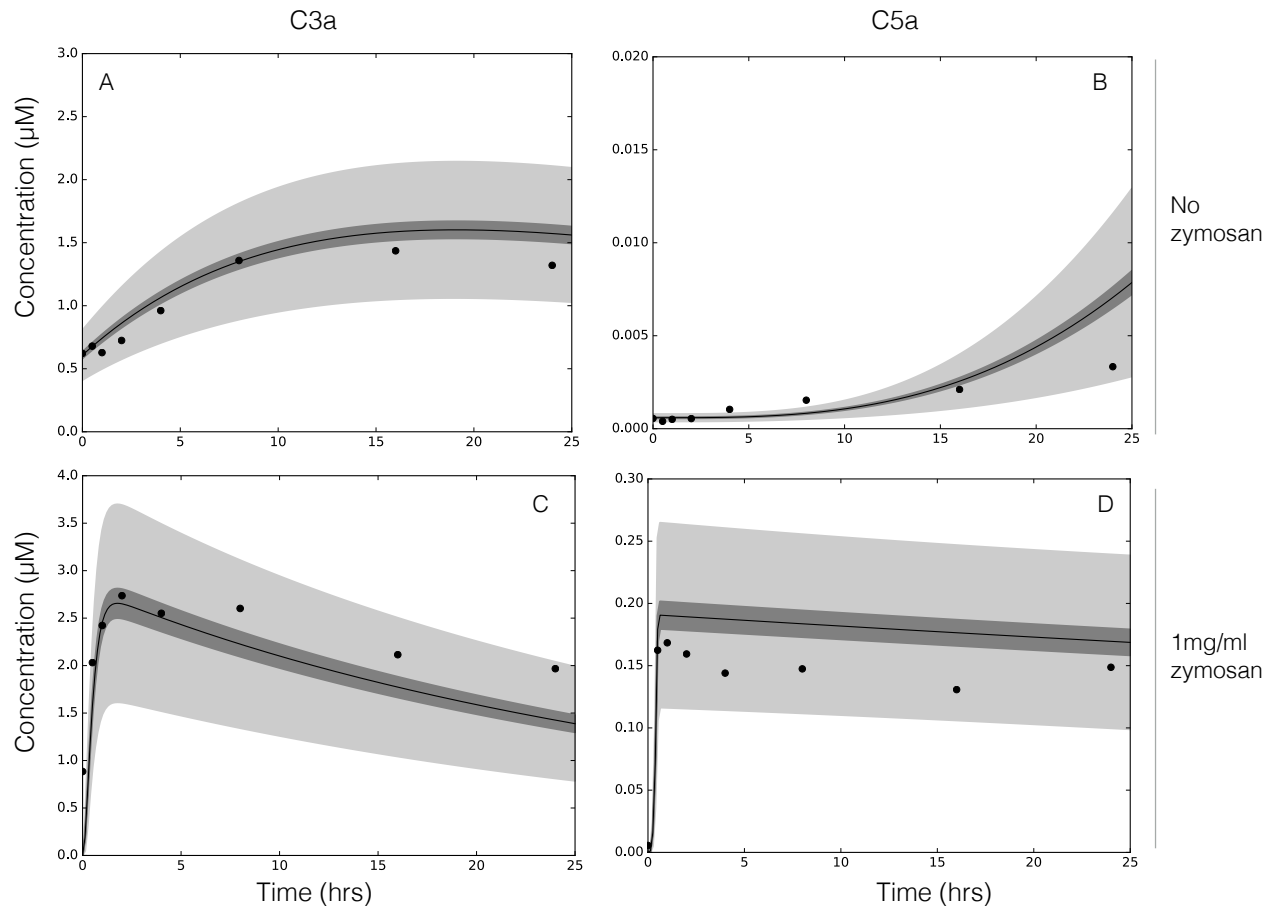 C3a
C5a
Concentration (µM)
3.0
2.5
2.0
1.5
1.0
0.5
0.0
A
0 5 10 15 20 25
0.020
0.015
0.010
0.005
0.000
B
0 5 10 15 20 25
No
zymosan
Concentration (µM)
4.0
3.5
3.0
2.5
2.0
1.5
1.0
0.5
0.0
C
0 5 10 15 20 25
Time (hrs)
0.30
0.25
0.20
0.15
0.10
0.05
0.00
D
0 5 10 15 20 25
Time (hrs)
1mg/ml
zymosan